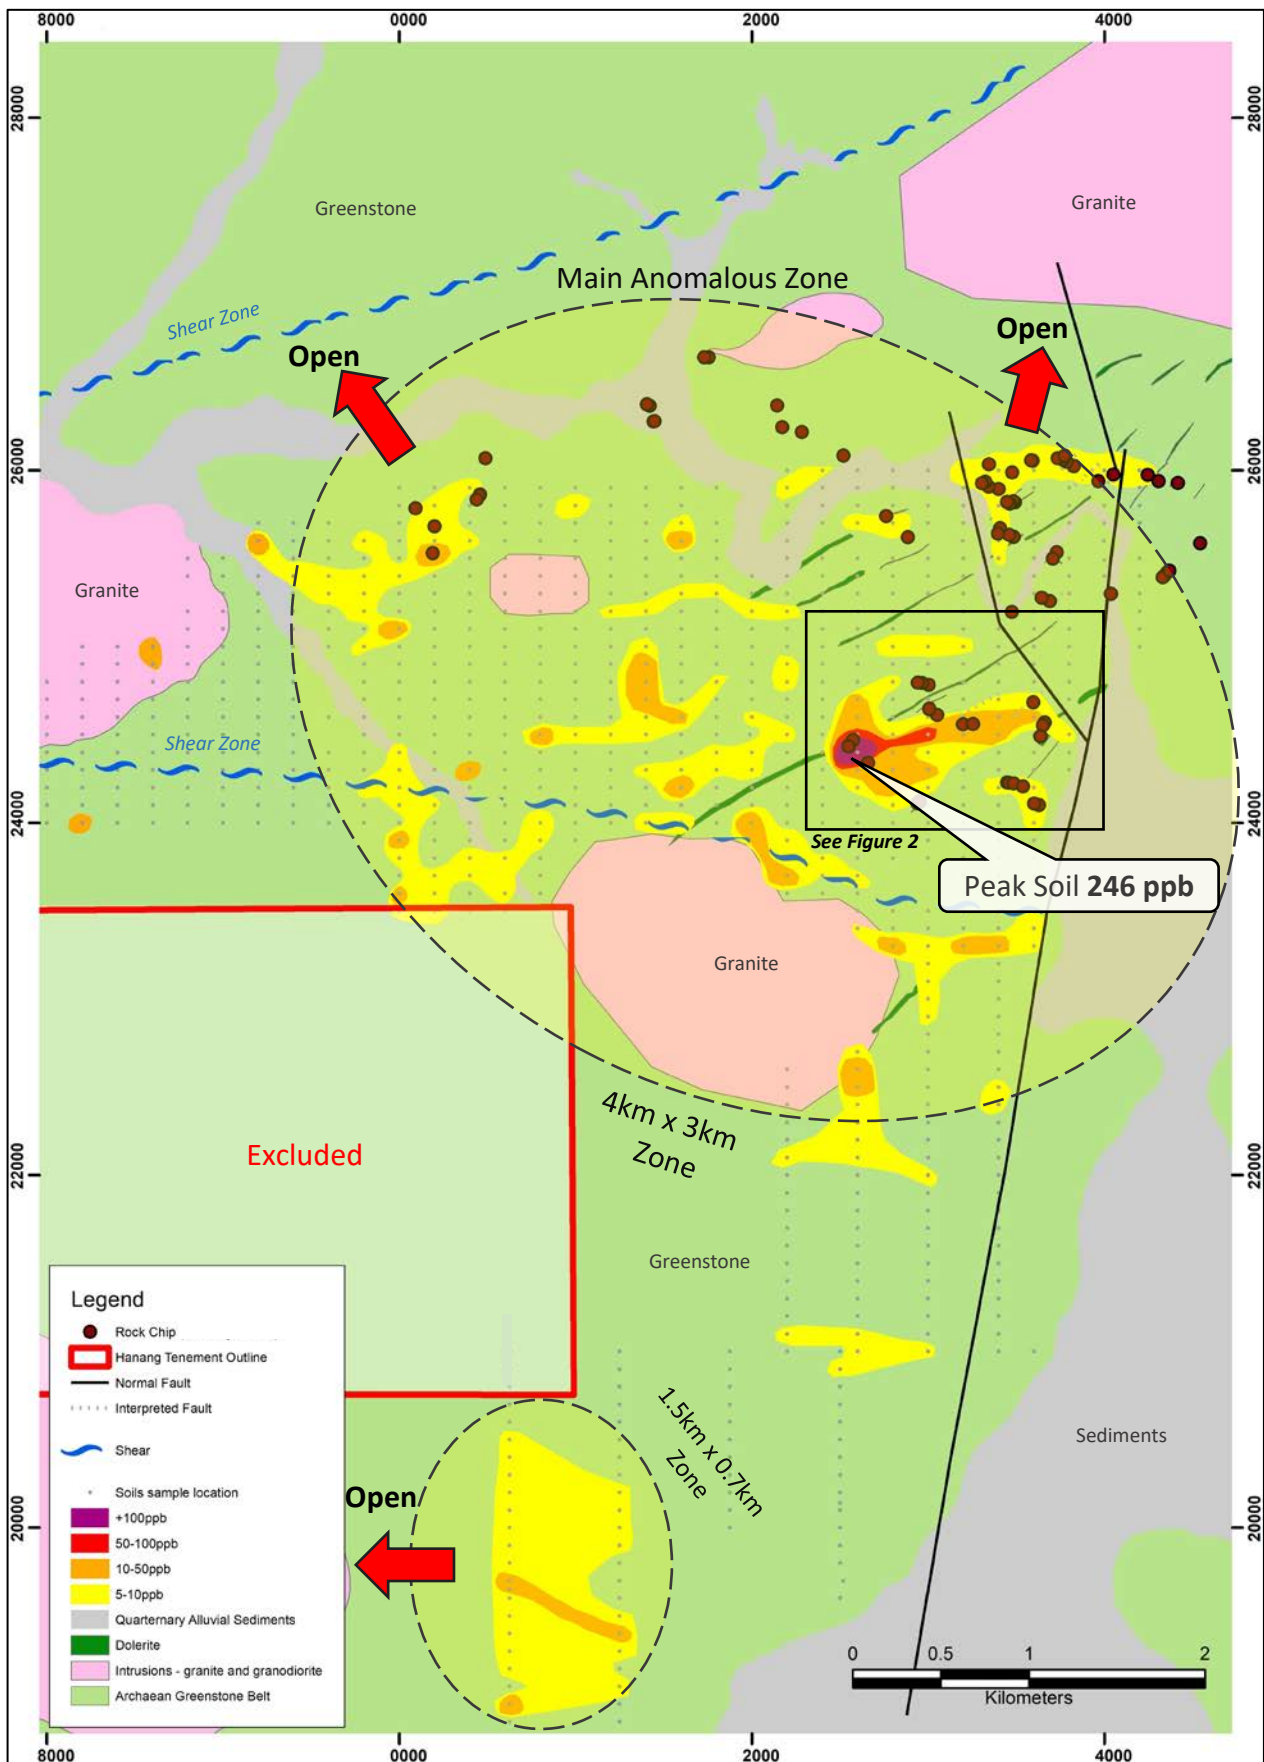 8000
0000
2000
4000
28000
28000
Greenstone
Granite
Main Anomalous Zone
Shear Zone
Open
Open
26000
26000
Granite
Shear Zone
24000
24000
See Figure 2
Peak Soil 246 ppb
Granite
4km x 3km
Zone
Excluded
22000
22000
Greenstone
Legend
Rock Chip
Hanang Tenement Outline
Normal Fault
Interpreted Fault
Shear
Soils sample location
+100ppb
50-100ppb
10-50ppb
5-10ppb
Quarternary Alluvial Sediments
Dolerite
Intrusions - granite and granodiorite
Archaean Greenstone Belt
1.5km x 0.7km
Zone
Sediments
Open
20000
20000
0
0.5
1
2
Kilometers
8000
0000
2000
4000